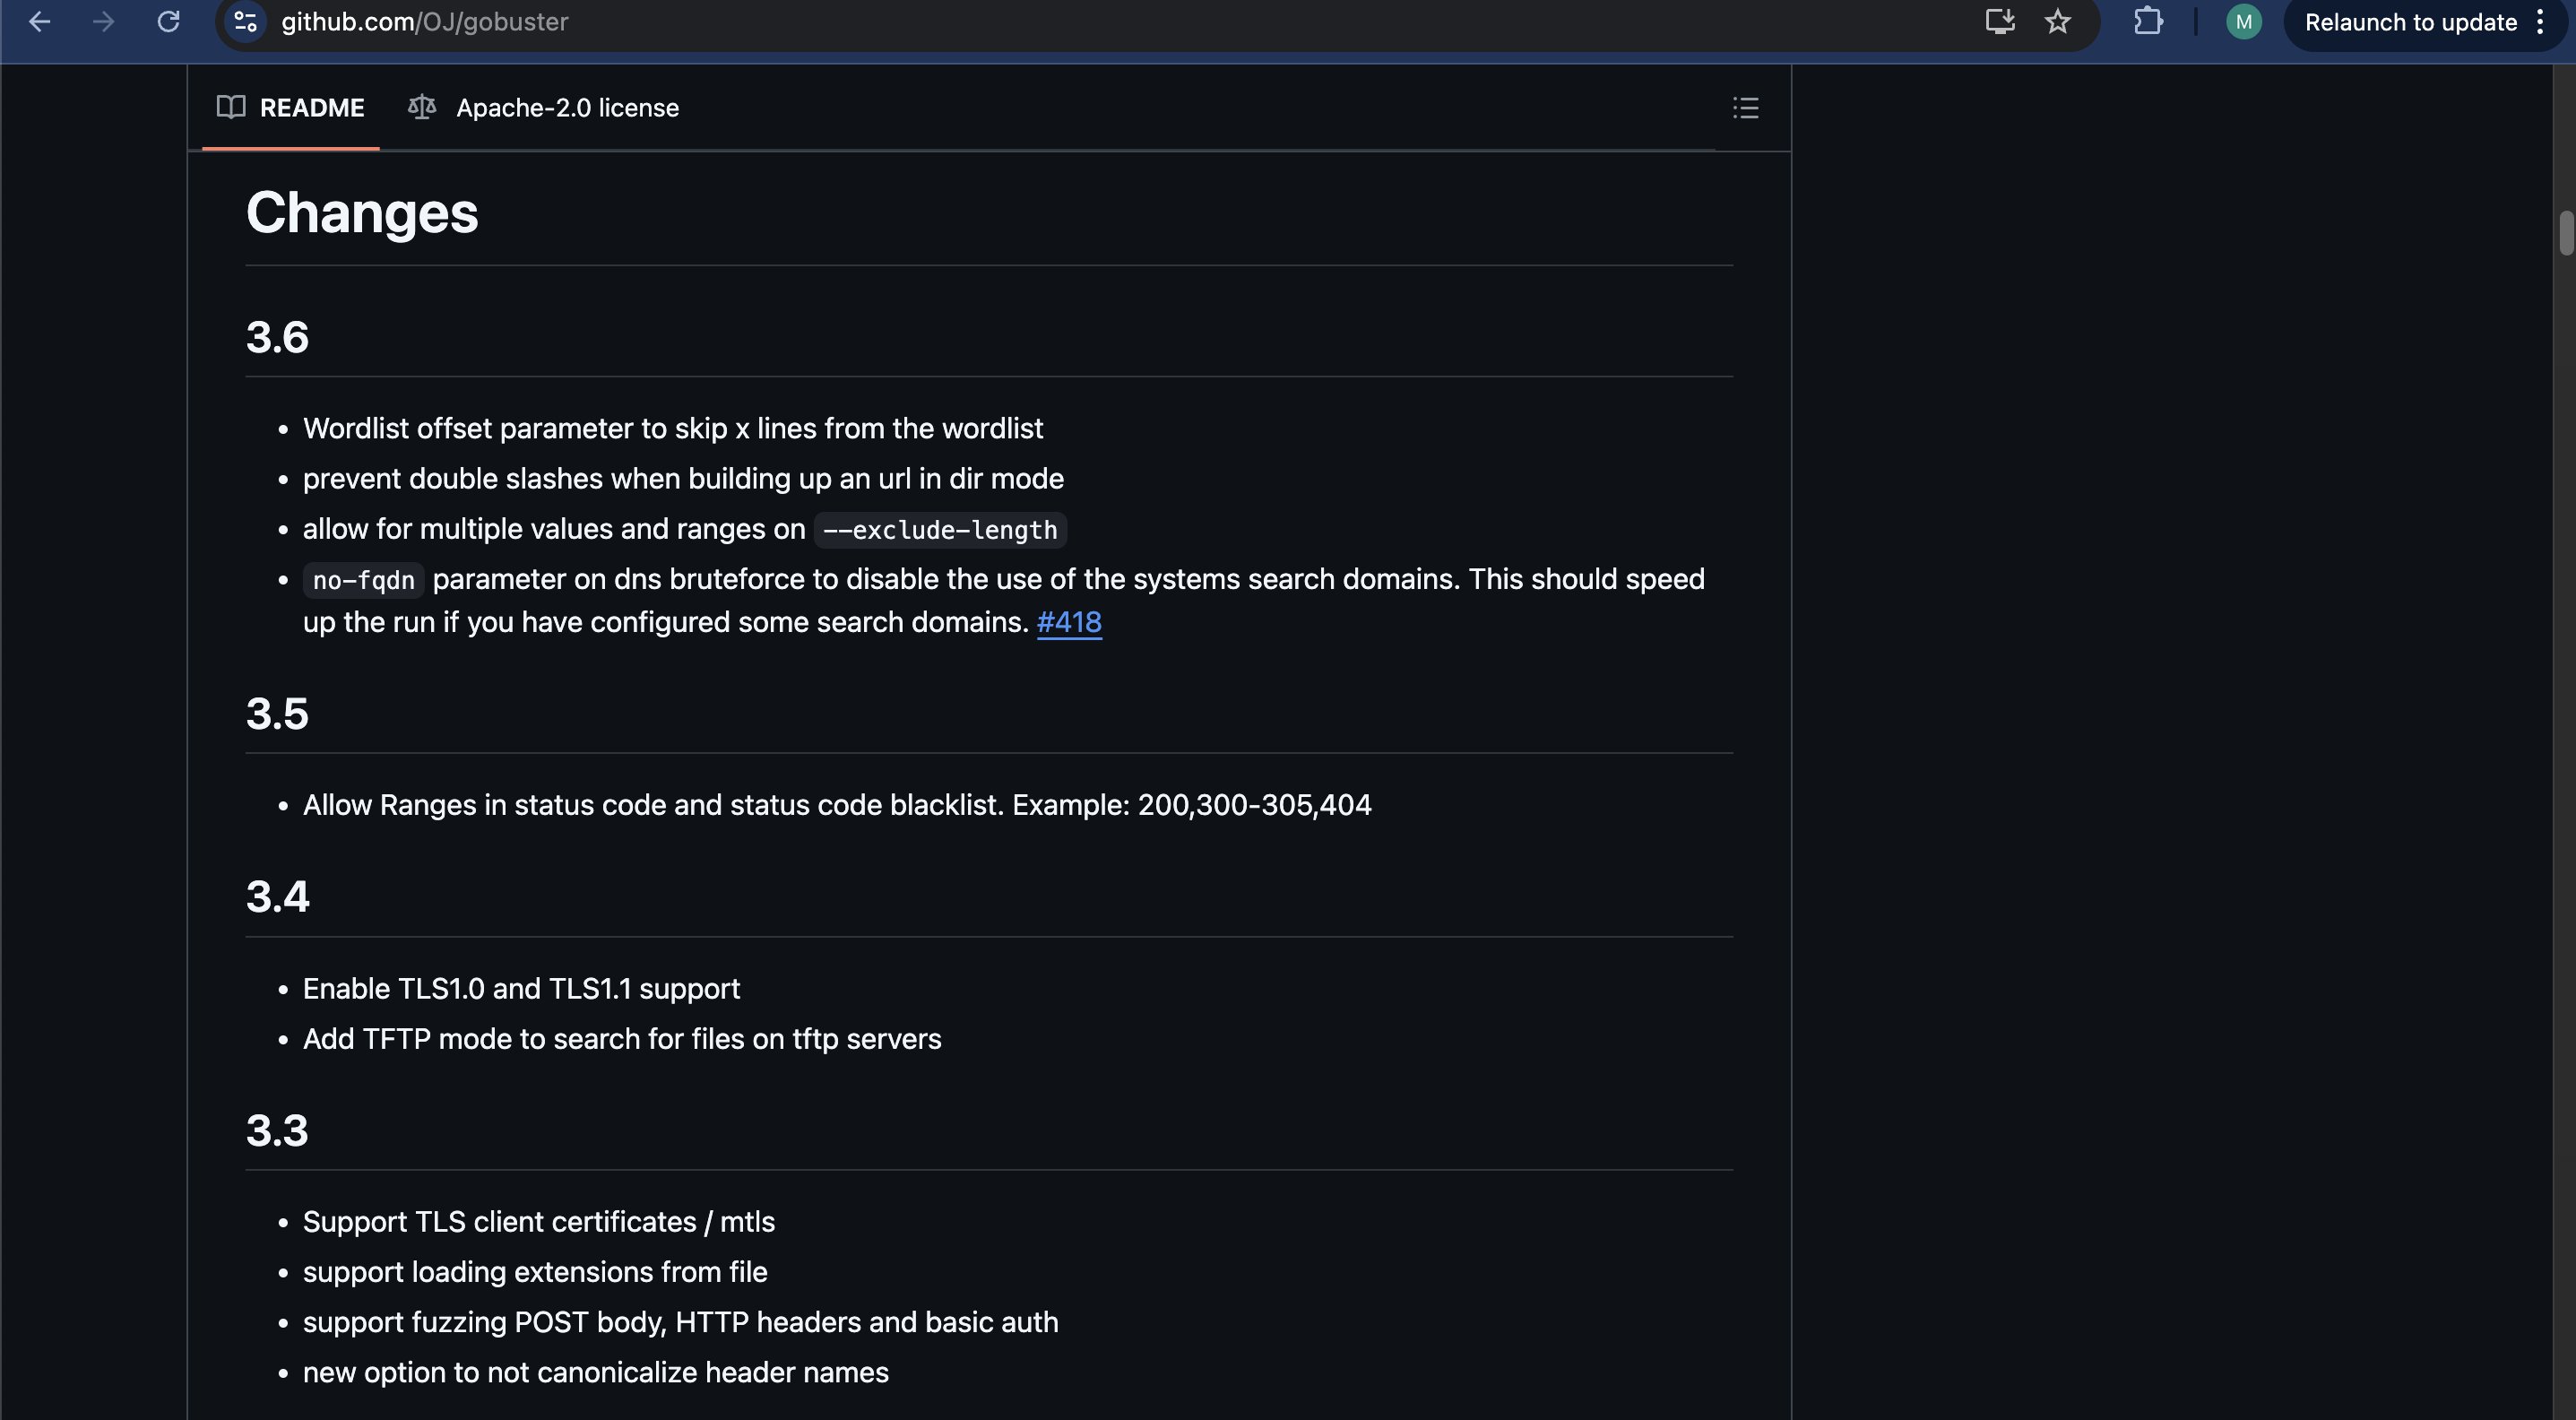 github.com/OJ/gobuster
M
Relaunch to update
README
Apache-2.0 license
Changes
3.6
Wordlist offset parameter to skip x lines from the wordlist
prevent double slashes when building up an url in dir mode
allow for multiple values and ranges on --exclude-length
no-fqdn parameter on dns bruteforce to disable the use of the systems search domains. This should speed
up the run if you have configured some search domains. #418
3.5
Allow Ranges in status code and status code blacklist. Example: 200,300-305,404
3.4
Enable TLS1.0 and TLS1.1 support
Add TFTP mode to search for files on tftp servers
3.3
Support TLS client certificates / mtls
support loading extensions from file
support fuzzing POST body, HTTP headers and basic auth
new option to not canonicalize header names